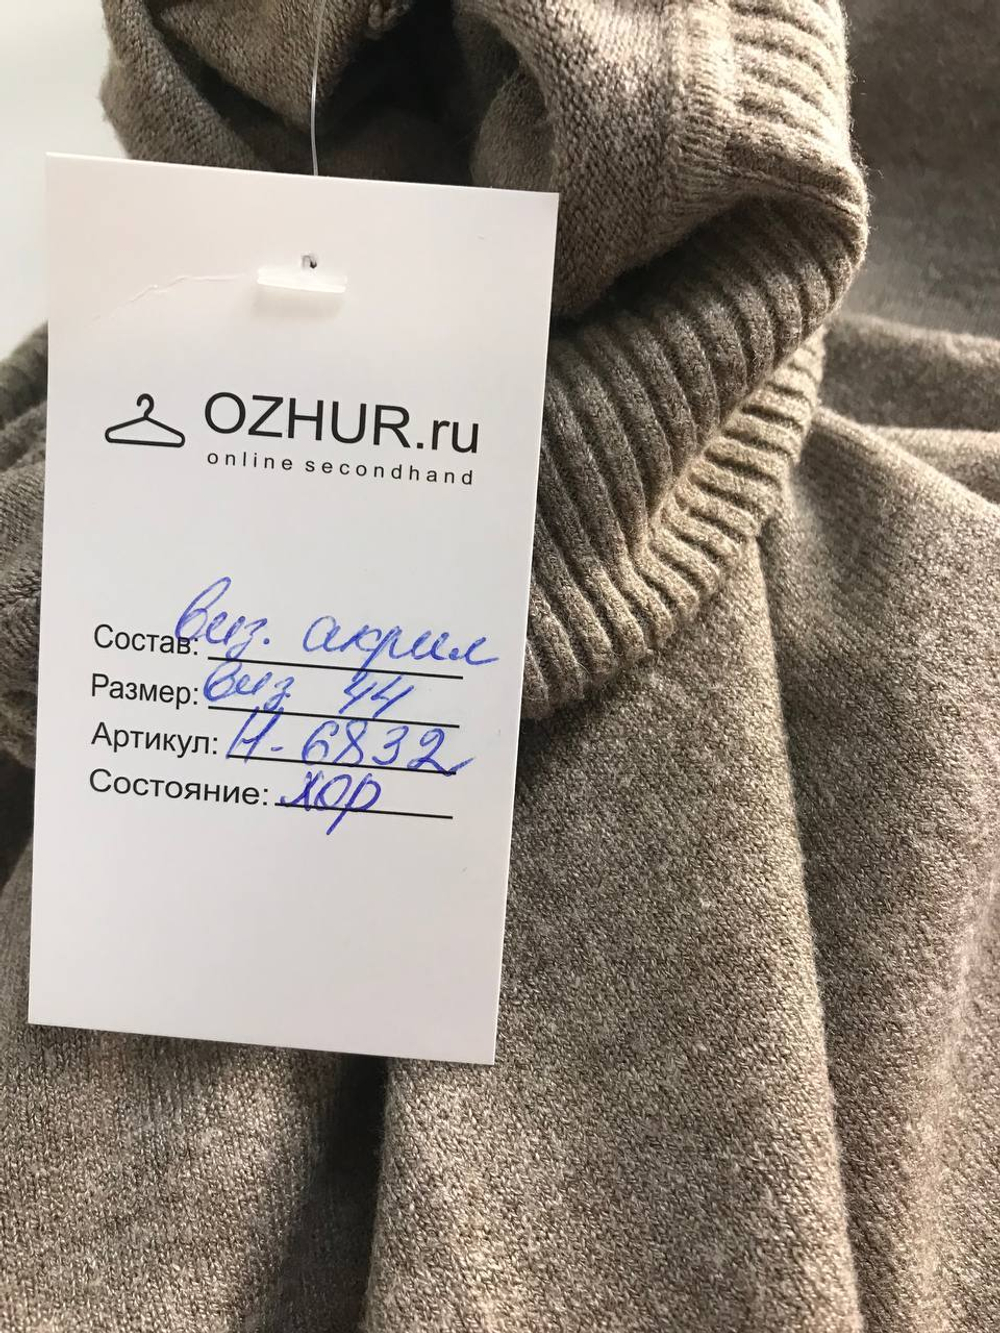 OZHUR.ru
online secondhand
Состав: виз. акрил
Размер: виз 44
Артикул: Н-6832
Состояние: хор